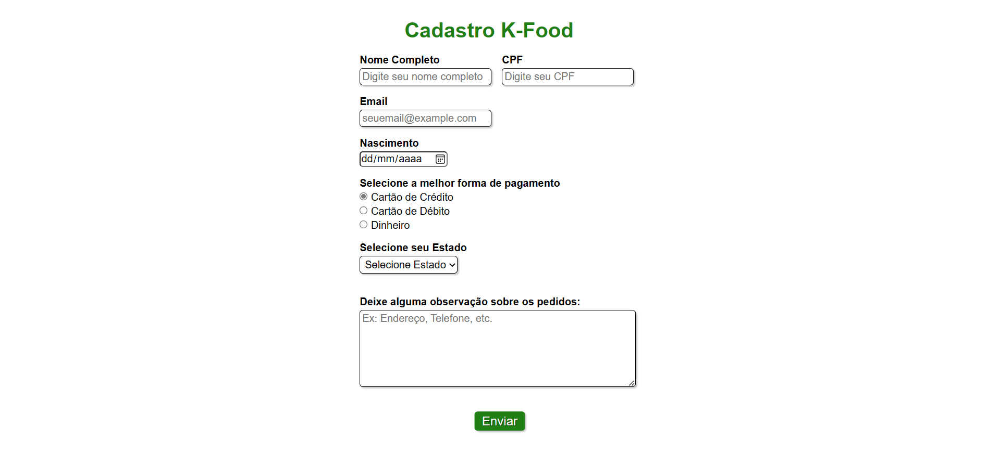 Cadastro K-Food
Nome Completo CPF
Digite seu nome completo Digite seu CPF
Email
seuemail@example.com
Nascimento
dd/mm/aaaa
Selecione a melhor forma de pagamento
Cartão de Crédito
Cartão de Débito
Dinheiro
Selecione seu Estado
Selecione Estado
Deixe alguma observação sobre os pedidos:
Ex: Endereço, Telefone, etc.
Enviar